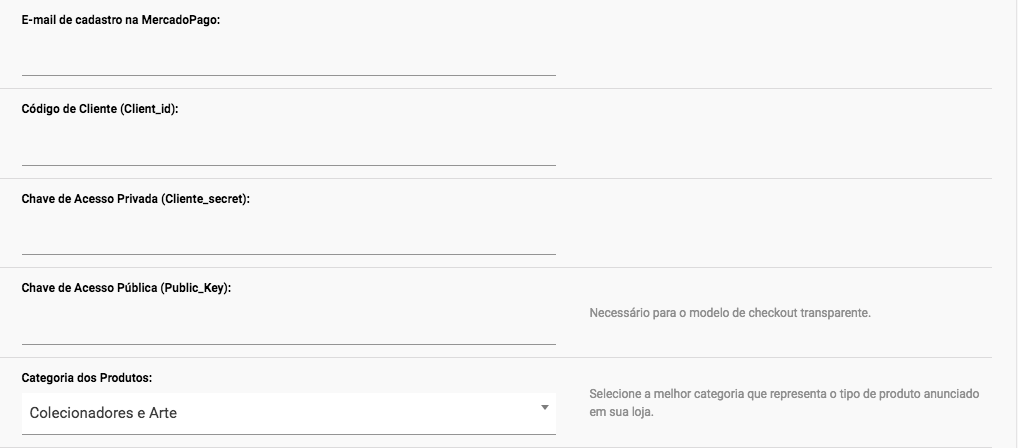 E-mail de cadastro na MercadoPago:
Código de Cliente (Client_id):
Chave de Acesso Privada (Cliente_secret):
Chave de Acesso Pública (Public_Key):
Necessário para o modelo de checkout transparente.
Categoria dos Produtos:
Colecionadores e Arte
Selecione a melhor categoria que representa o tipo de produto anunciado
em sua loja.